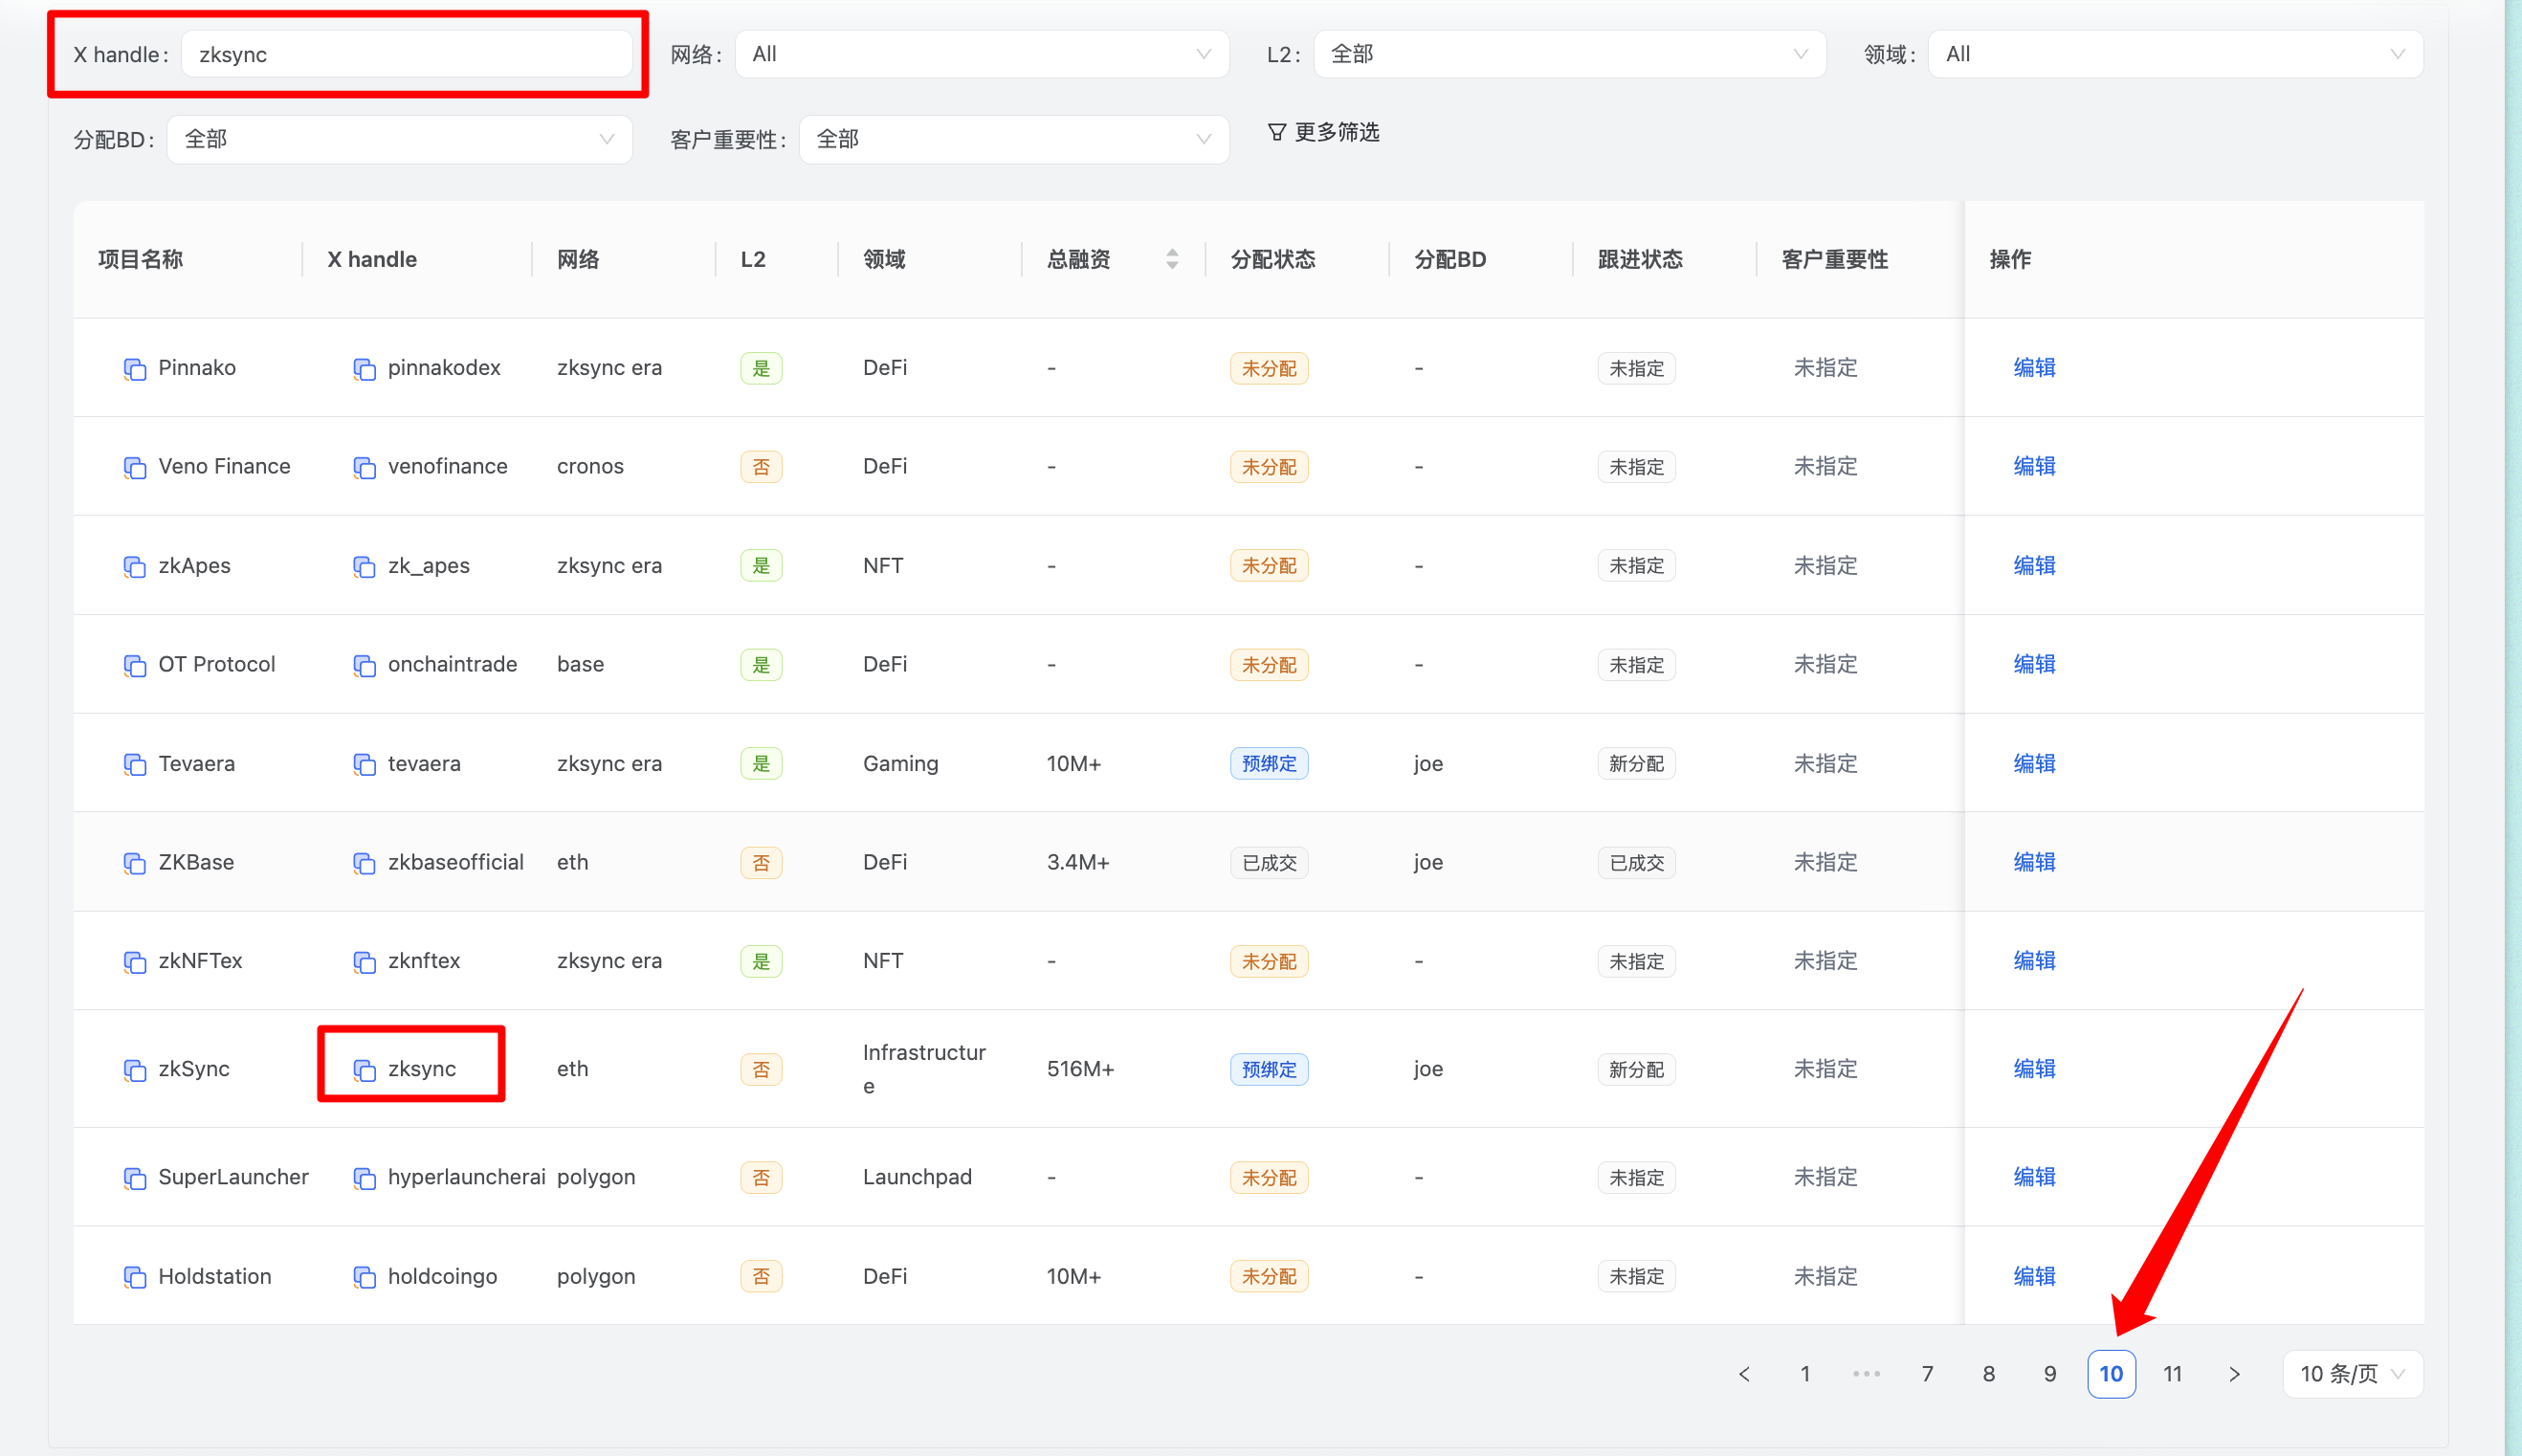 X handle: zksync 网络: All L2: 全部 领域: All
分配BD: 全部 客户重要性: 全部 更多筛选
项目名称 X handle 网络 L2 领域 总融资 分配状态 分配BD 跟进状态 客户重要性 操作
Pinnako pinnakodex zksync era 是 DeFi - 未分配 - 未指定 未指定 编辑
Veno Finance venofinance cronos 否 DeFi - 未分配 - 未指定 未指定 编辑
zkApes zk_apes zksync era 是 NFT - 未分配 - 未指定 未指定 编辑
OT Protocol onchaintrade base 是 DeFi - 未分配 - 未指定 未指定 编辑
Tevaera tevaera zksync era 是 Gaming 10M+ 预绑定 joe 新分配 未指定 编辑
ZKBase zkbaseofficial eth 否 DeFi 3.4M+ 已成交 joe 已成交 未指定 编辑
zkNFTex zknftex zksync era 是 NFT - 未分配 - 未指定 未指定 编辑
zkSync zksync eth 否 Infrastructur
e 516M+ 预绑定 joe 新分配 未指定 编辑
SuperLauncher hyperlauncherai polygon 否 Launchpad - 未分配 - 未指定 未指定 编辑
Holdstation holdcoingo polygon 否 DeFi 10M+ 未分配 - 未指定 未指定 编辑
< 1 ••• 7 8 9 10 11 > 10 条/页